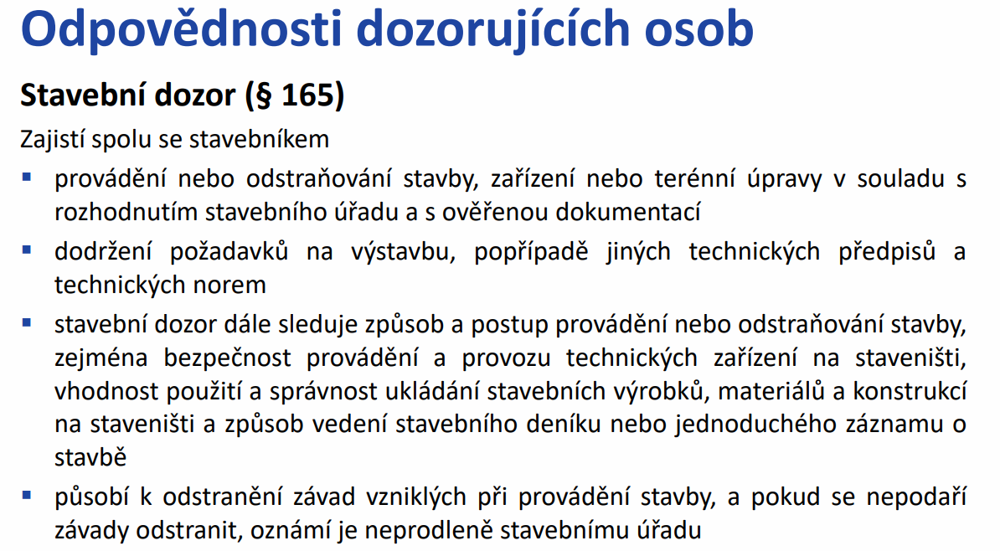 Odpovědnosti dozorujících osob
Stavební dozor (§ 165)
Zajistí spolu se stavebníkem
▪ provádění nebo odstraňování stavby, zařízení nebo terénní úpravy v souladu s
rozhodnutím stavebního úřadu a s ověřenou dokumentací
▪ dodržení požadavků na výstavbu, popřípadě jiných technických předpisů a
technických norem
▪ stavební dozor dále sleduje způsob a postup provádění nebo odstraňování stavby,
zejména bezpečnost provádění a provozu technických zařízení na staveništi,
vhodnost použití a správnost ukládání stavebních výrobků, materiálů a konstrukcí
na staveništi a způsob vedení stavebního deníku nebo jednoduchého záznamu o
stavbě
▪ působí k odstranění závad vzniklých při provádění stavby, a pokud se nepodaří
závady odstranit, oznámí je neprodleně stavebnímu úřadu